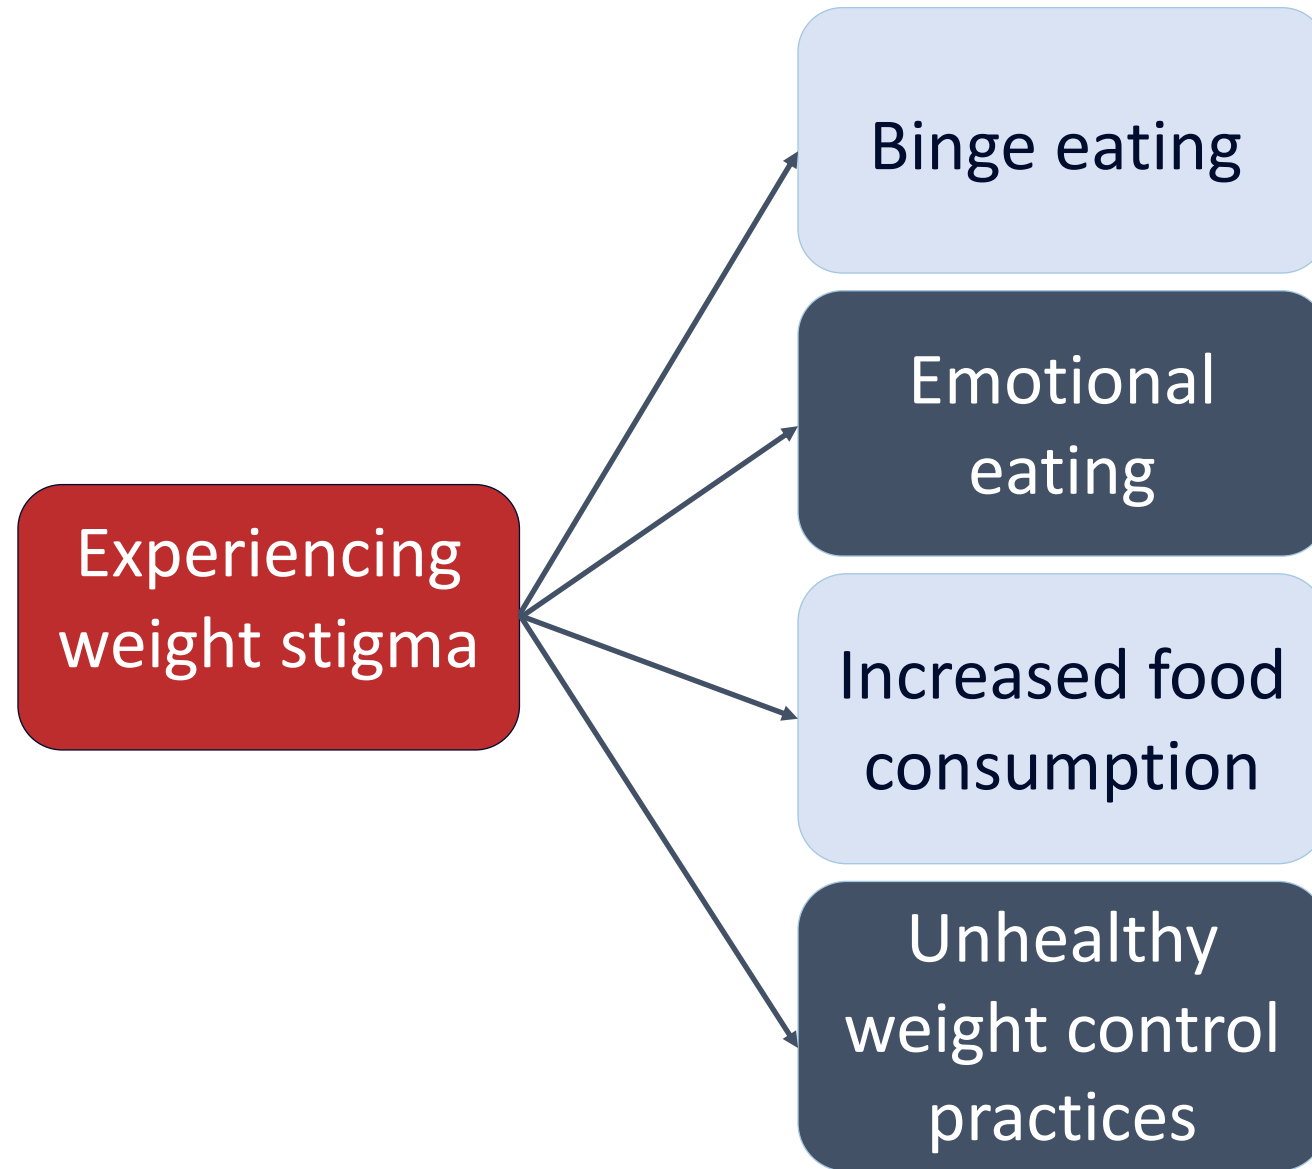 Binge eating
Emotional
eating
Experiencing
weight stigma
Increased food
consumption
Unhealthy
weight control
practices